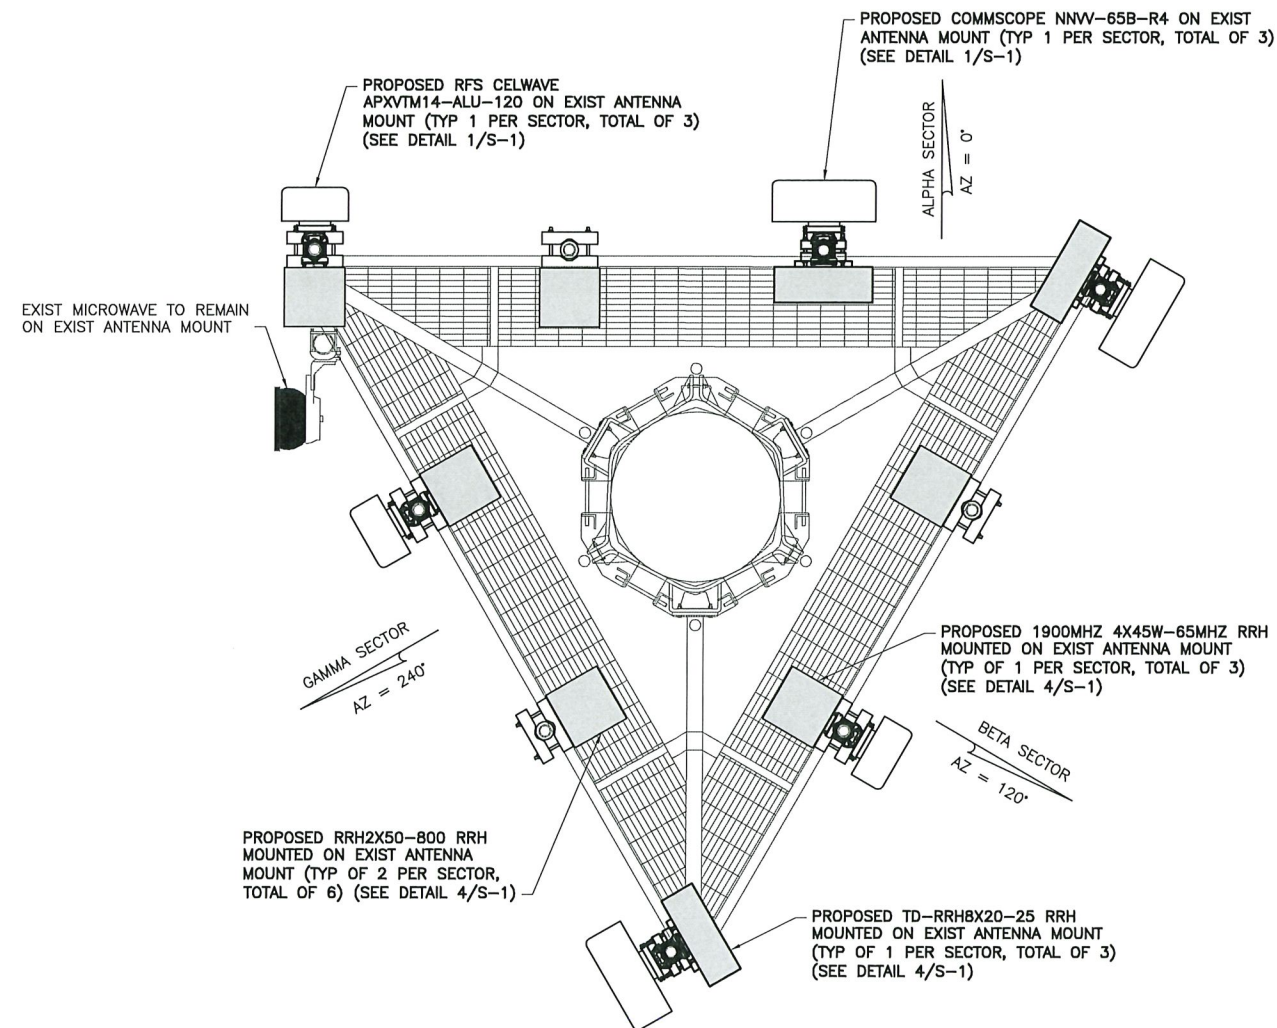 PROPOSED COMMSCOPE NNVV-65B-R4 ON EXIST
ANTENNA MOUNT (TYP 1 PER SECTOR, TOTAL OF 3)
(SEE DETAIL 1/S-1)
PROPOSED RFS CELWAVE
APXVTM14-ALU-120 ON EXIST ANTENNA
MOUNT (TYP 1 PER SECTOR, TOTAL OF 3)
(SEE DETAIL 1/S-1)
ALPHA SECTOR
AZ = 0°
EXIST MICROWAVE TO REMAIN
ON EXIST ANTENNA MOUNT
GAMMA SECTOR
AZ = 240°
PROPOSED 1900MHZ 4X45W-65MHZ RRH
MOUNTED ON EXIST ANTENNA MOUNT
(TYP OF 1 PER SECTOR, TOTAL OF 3)
(SEE DETAIL 4/S-1)
BETA SECTOR
AZ = 120°
PROPOSED RRH2X50-800 RRH
MOUNTED ON EXIST ANTENNA
MOUNT (TYP OF 2 PER SECTOR,
TOTAL OF 6) (SEE DETAIL 4/S-1)
PROPOSED TD-RRH8X20-25 RRH
MOUNTED ON EXIST ANTENNA MOUNT
(TYP OF 1 PER SECTOR, TOTAL OF 3)
(SEE DETAIL 4/S-1)